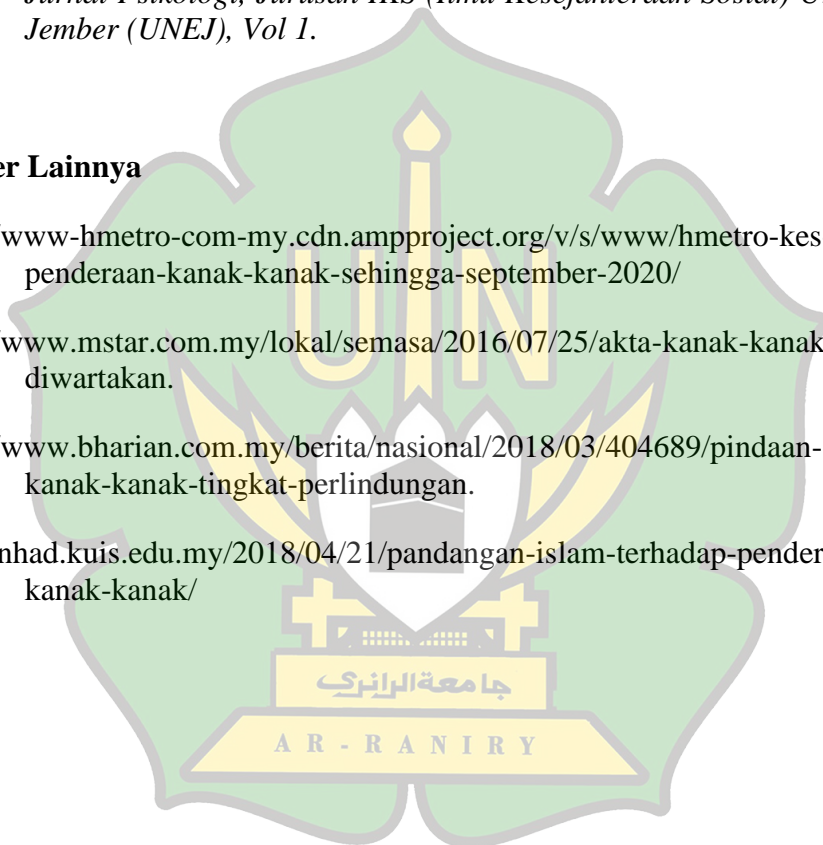 Jurnal Psikologi, Jurusan IKS (Ilmu Kesejahteraan Sosial)
Jember (UNEJ), Vol 1.
er Lainnya
/www-hmetro-com-my.cdn.ampproject.org/v/s/www/hmetro-kes
penderaan-kanak-kanak-sehingga-september-2020/
/www.mstar.com.my/lokal/semasa/2016/07/25/akta-kanak-kanak
diwartakan.
/www.bharian.com.my/berita/nasional/2018/03/404689/pindaan-
kanak-kanak-tingkat-perlindungan.
nhad.kuis.edu.my/2018/04/21/pandangan-islam-terhadap-pender
kanak-kanak/
UIN
جامعةالرانري
AR-RANIRY